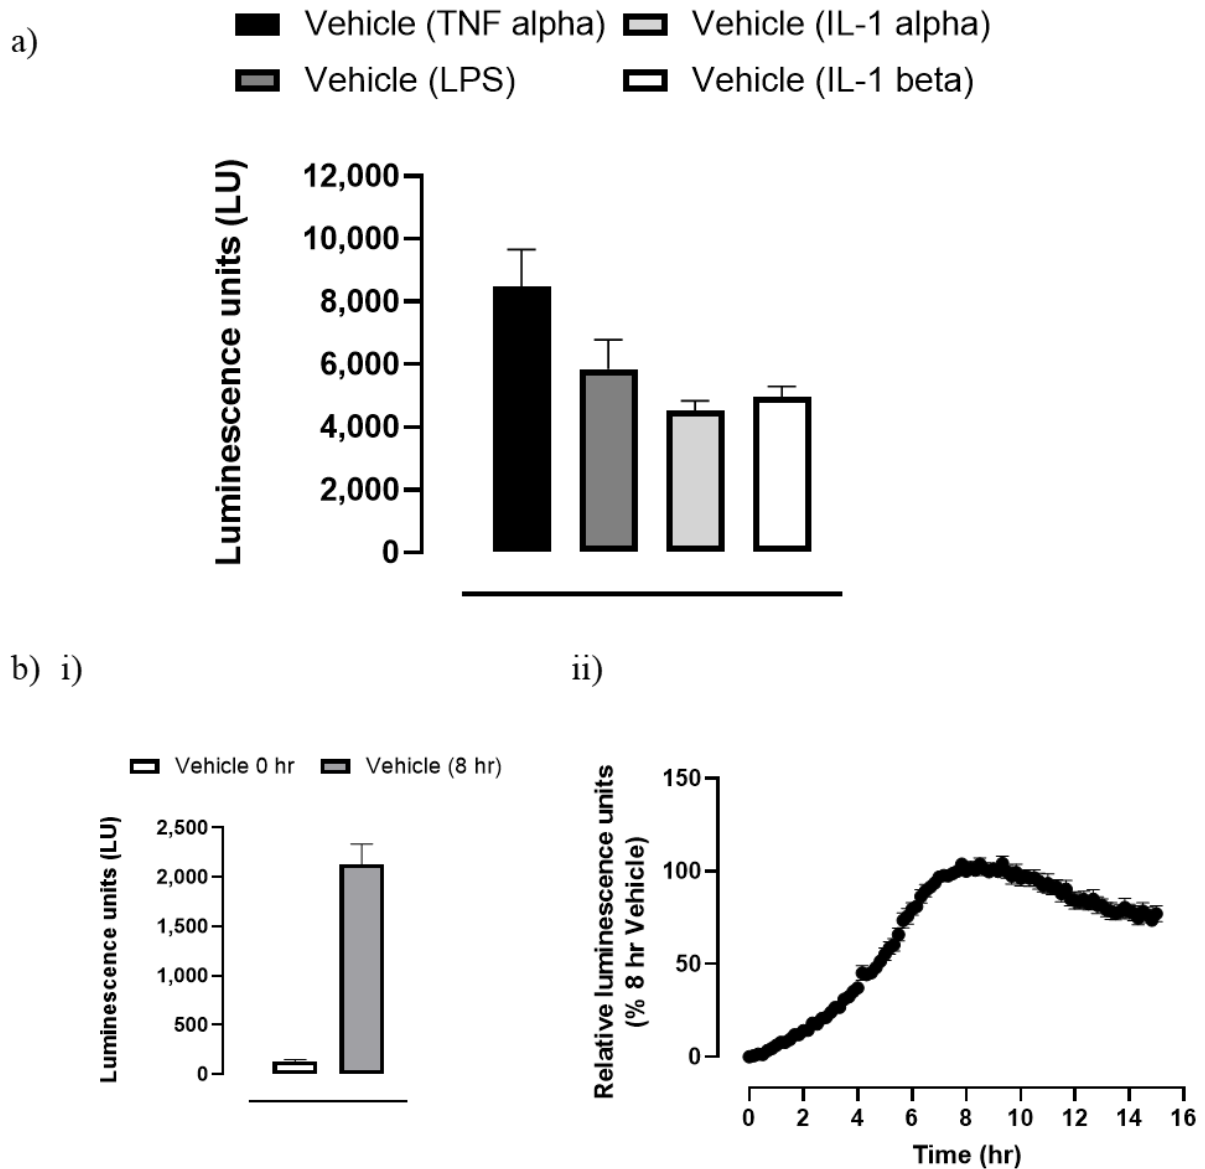 a)
Vehicle (TNF alpha) Vehicle (IL-1 alpha)
Vehicle (LPS) Vehicle (IL-1 beta)
Luminescence units (LU)
12,000
10,000
8,000
6,000
4,000
2,000
0
b) i)
Vehicle 0 hr Vehicle (8 hr)
Luminescence units (LU)
2,500
2,000
1,500
1,000
500
0
ii)
Relative luminescence units
(% 8 hr Vehicle)
150
100
50
0
0 2 4 6 8 10 12 14 16
Time (hr)